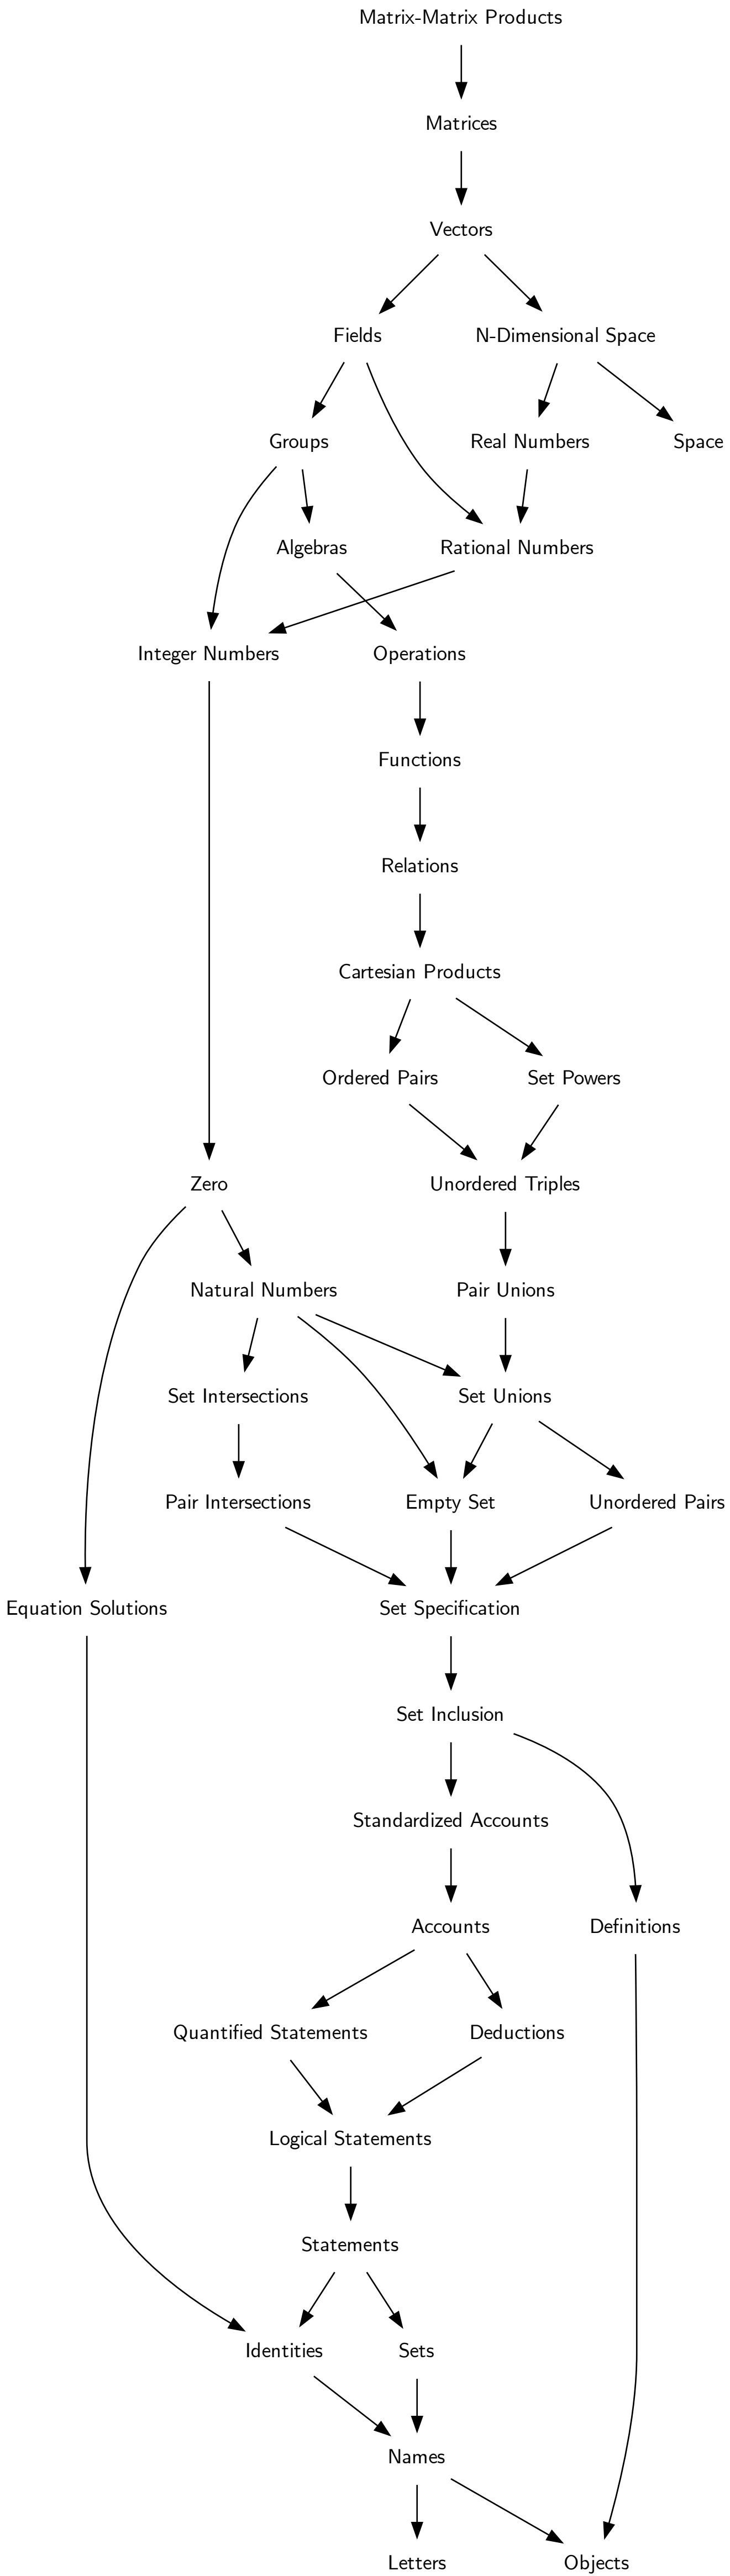 Matrix-Matrix Products
Matrices
Vectors
Fields
N-Dimensional Space
Groups
Real Numbers
Space
Algebras
Rational Numbers
Integer Numbers
Operations
Functions
Relations
Cartesian Products
Ordered Pairs
Set Powers
Zero
Unordered Triples
Natural Numbers
Pair Unions
Set Intersections
Set Unions
Pair Intersections
Empty Set
Unordered Pairs
Equation Solutions
Set Specification
Set Inclusion
Standardized Accounts
Accounts
Definitions
Quantified Statements
Deductions
Logical Statements
Statements
Identities
Sets
Names
Letters
Objects